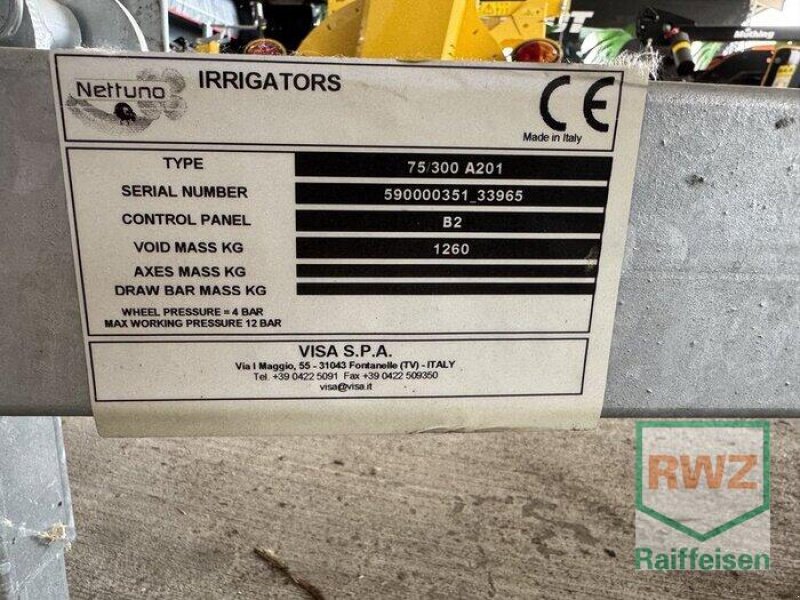 Nettuno
IRRIGATORS
CE
Made in Italy
TYPE 75/300 A201
SERIAL NUMBER 590000351_33965
CONTROL PANEL B2
VOID MASS KG 1260
AXES MASS KG
DRAW BAR MASS KG
WHEEL PRESSURE = 4 BAR
MAX WORKING PRESSURE 12 BAR
VISA S.P.A.
Via I Maggio, 55 - 31043 Fontanelle (TV) - ITALY
Tel. +39 0422 5091 Fax +39 0422 509350
visa@visa.it
RWZ
Raiffeisen